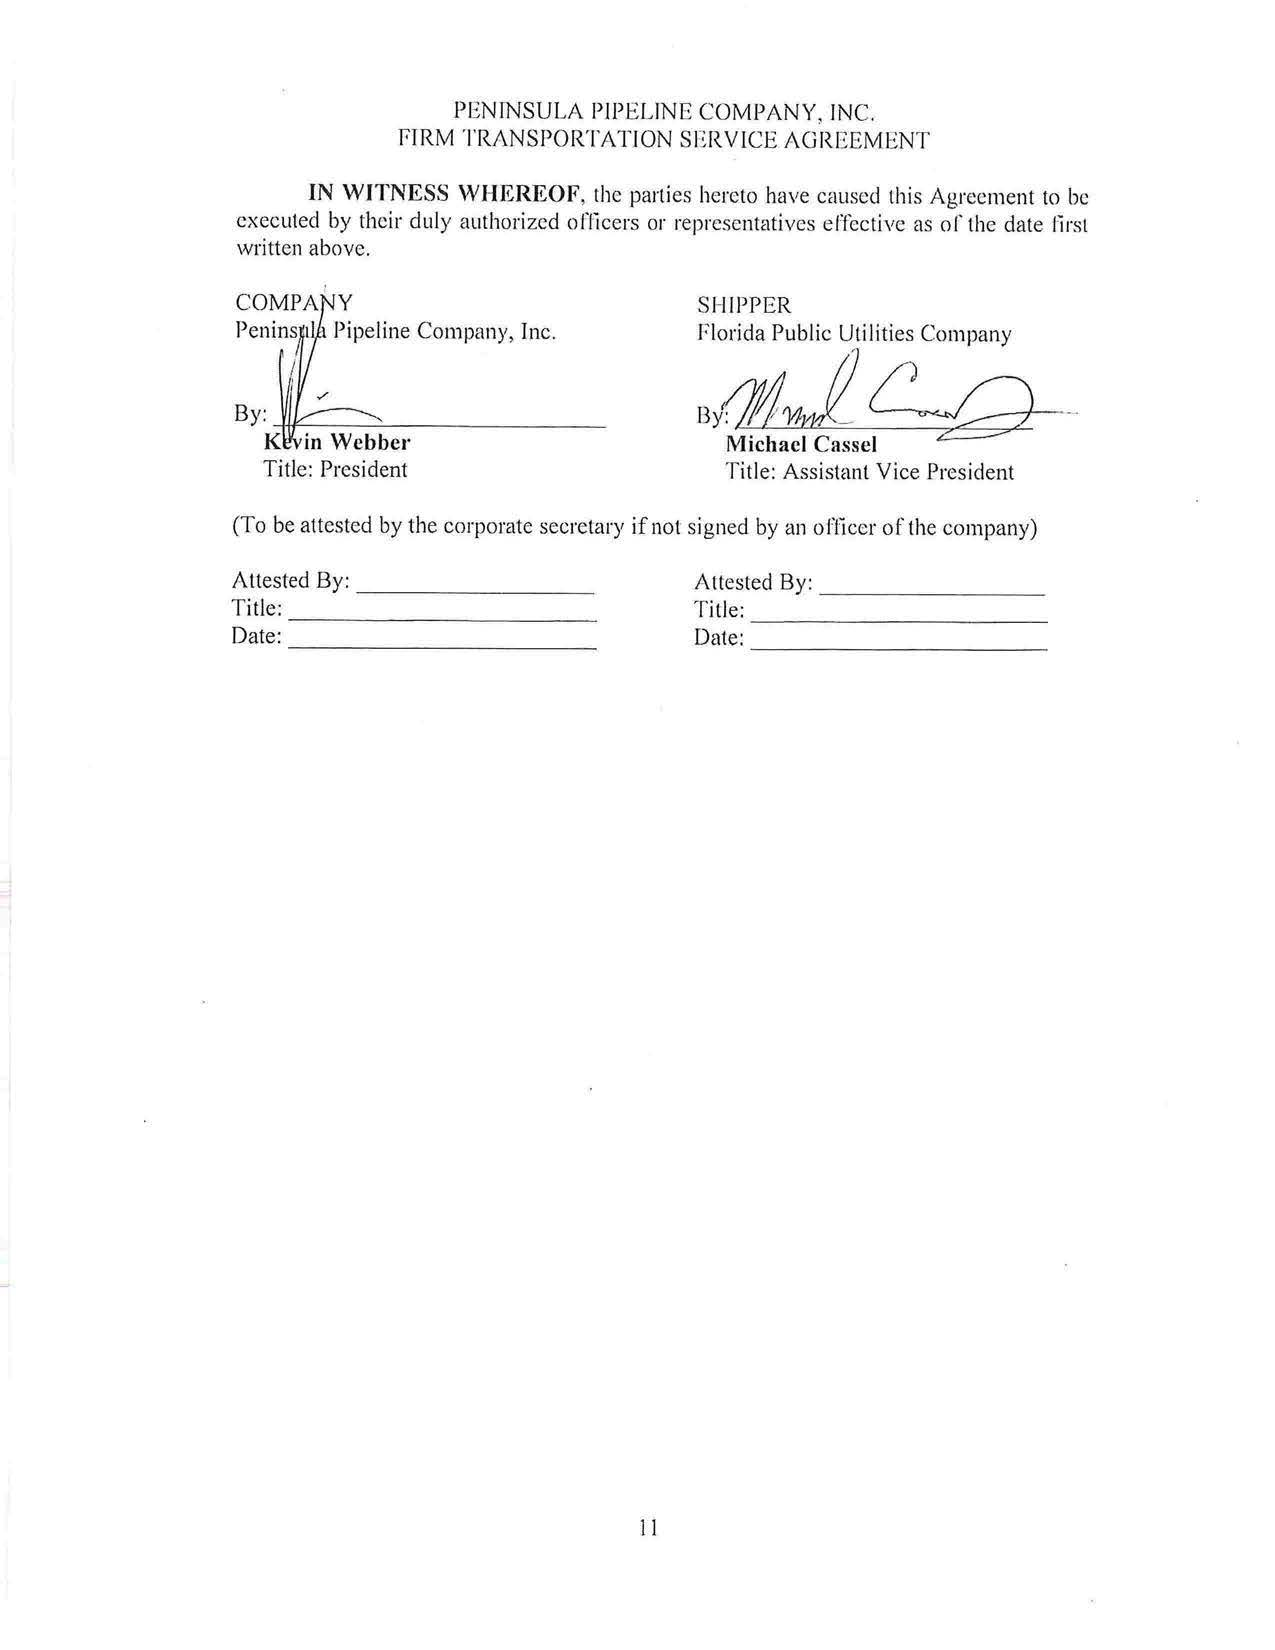 PENINSULA PIPELINE COMPANY, INC.
FIRM TRANSPORTATION SERVICE AGREEMENT
IN WITNESS WHEREOF, the parties hereto have caused this Agreement to be
executed by their duly authorized officers or representatives effective as of the date first
written above.
COMPANY
Peninsula Pipeline Company, Inc.
By:
Kevin Webber
Title: President
SHIPPER
Florida Public Utilities Company
By: Michael Cassel
Michael Cassel
Title: Assistant Vice President
(To be attested by the corporate secretary if not signed by an officer of the company)
Attested By:
Title:
Date:
Attested By:
Title:
Date:
11